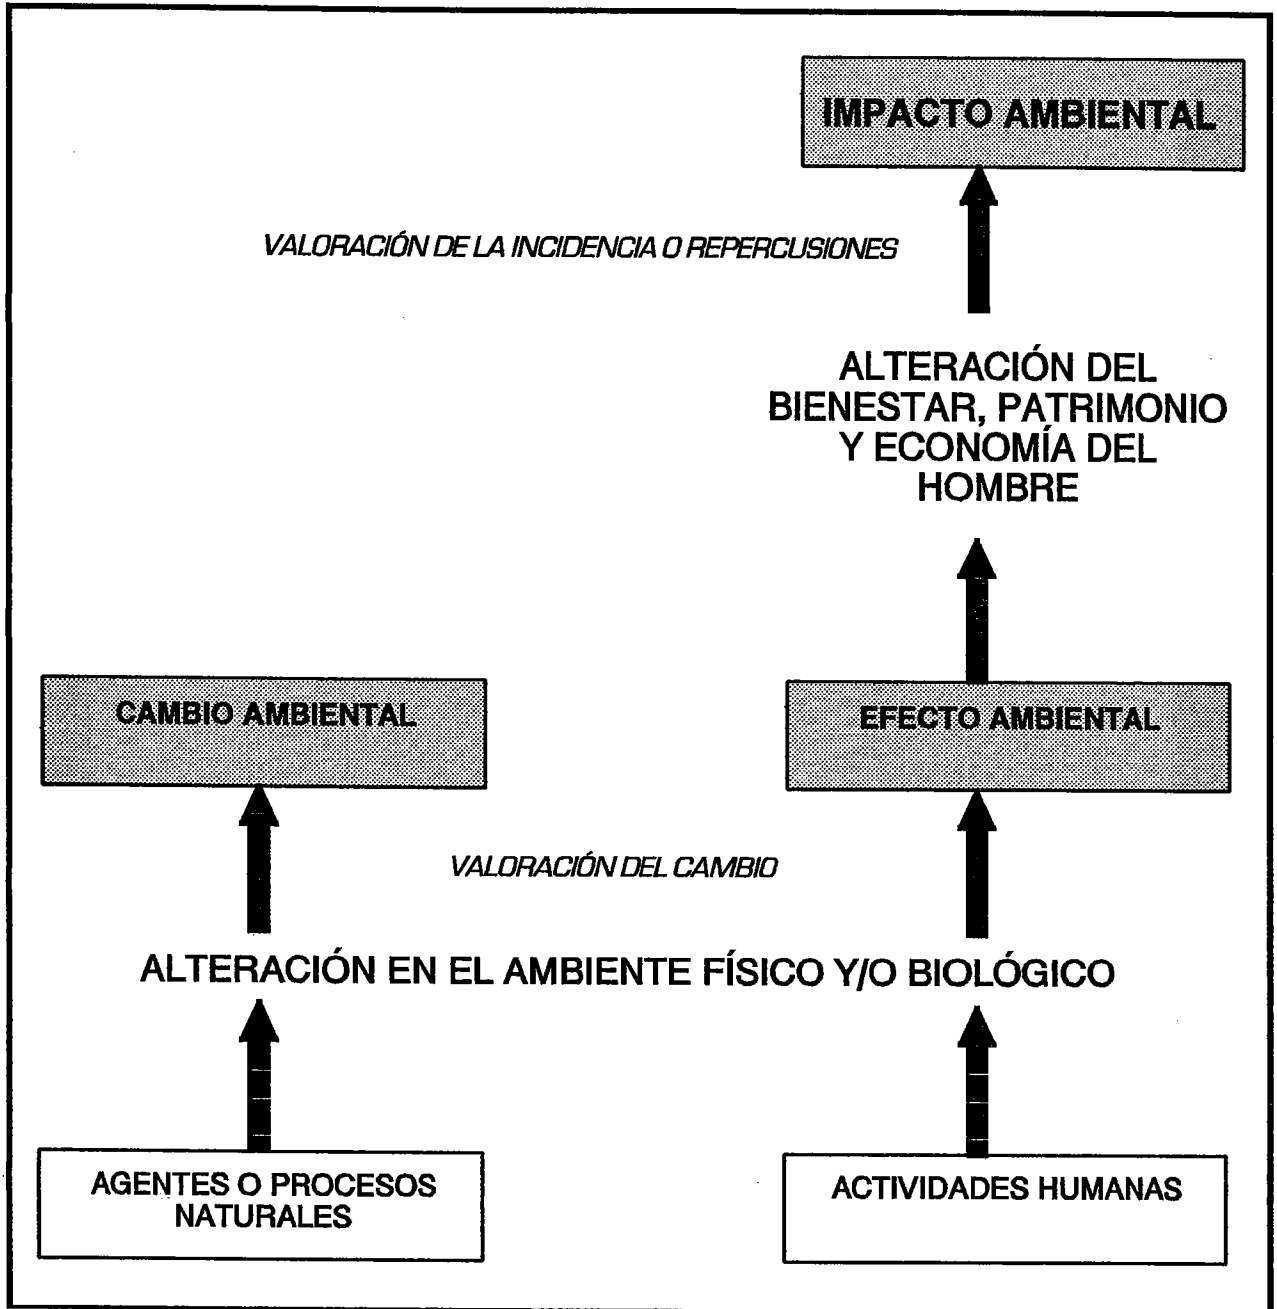 IMPACTO AMBIENTAL
VALORACIÓN DE LA INCIDENCIA O REPERCUSIONES
ALTERACIÓN DEL
BIENESTAR, PATRIMONIO
Y ECONOMÍA DEL
HOMBRE
CAMBIO AMBIENTAL
EFECTO AMBIENTAL
VALORACIÓN DEL CAMBIO
ALTERACIÓN EN EL AMBIENTE FÍSICO Y/O BIOLÓGICO
AGENTES O PROCESOS
NATURALES
ACTIVIDADES HUMANAS